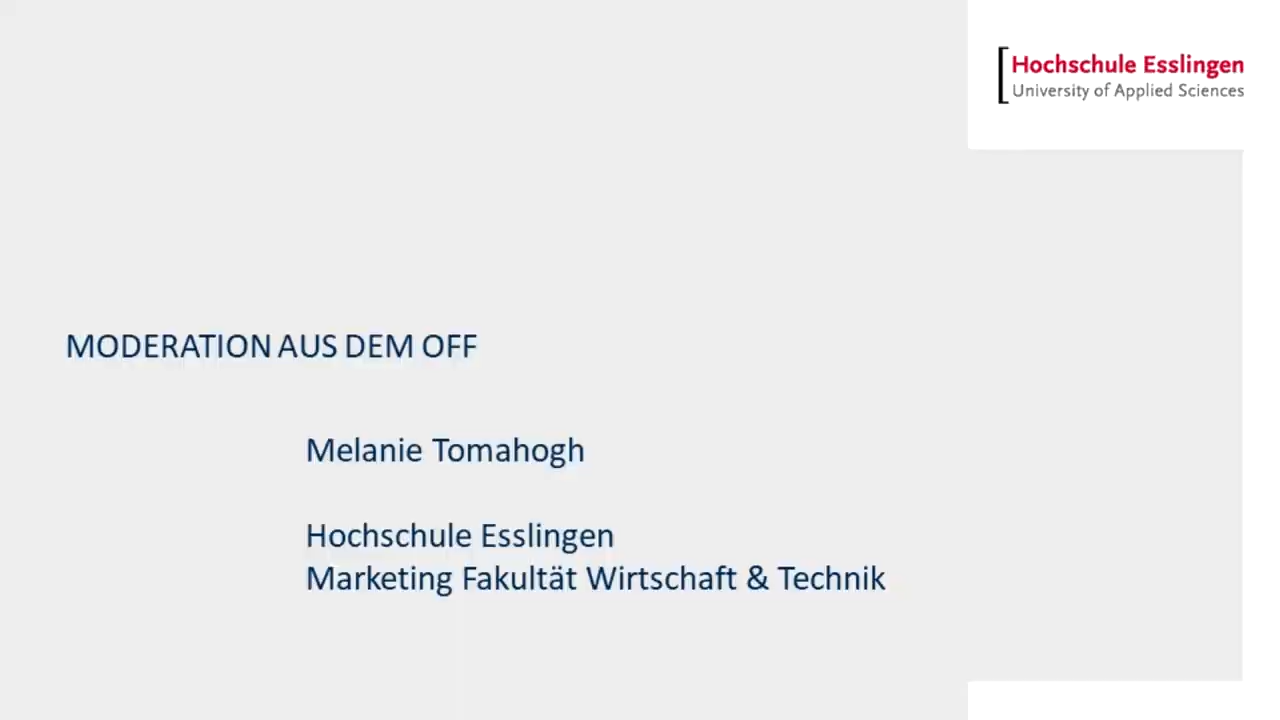 Hochschule Esslingen
University of Applied Sciences
MODERATION AUS DEM OFF
Melanie Tomahogh
Hochschule Esslingen
Marketing Fakultät Wirtschaft & Technik